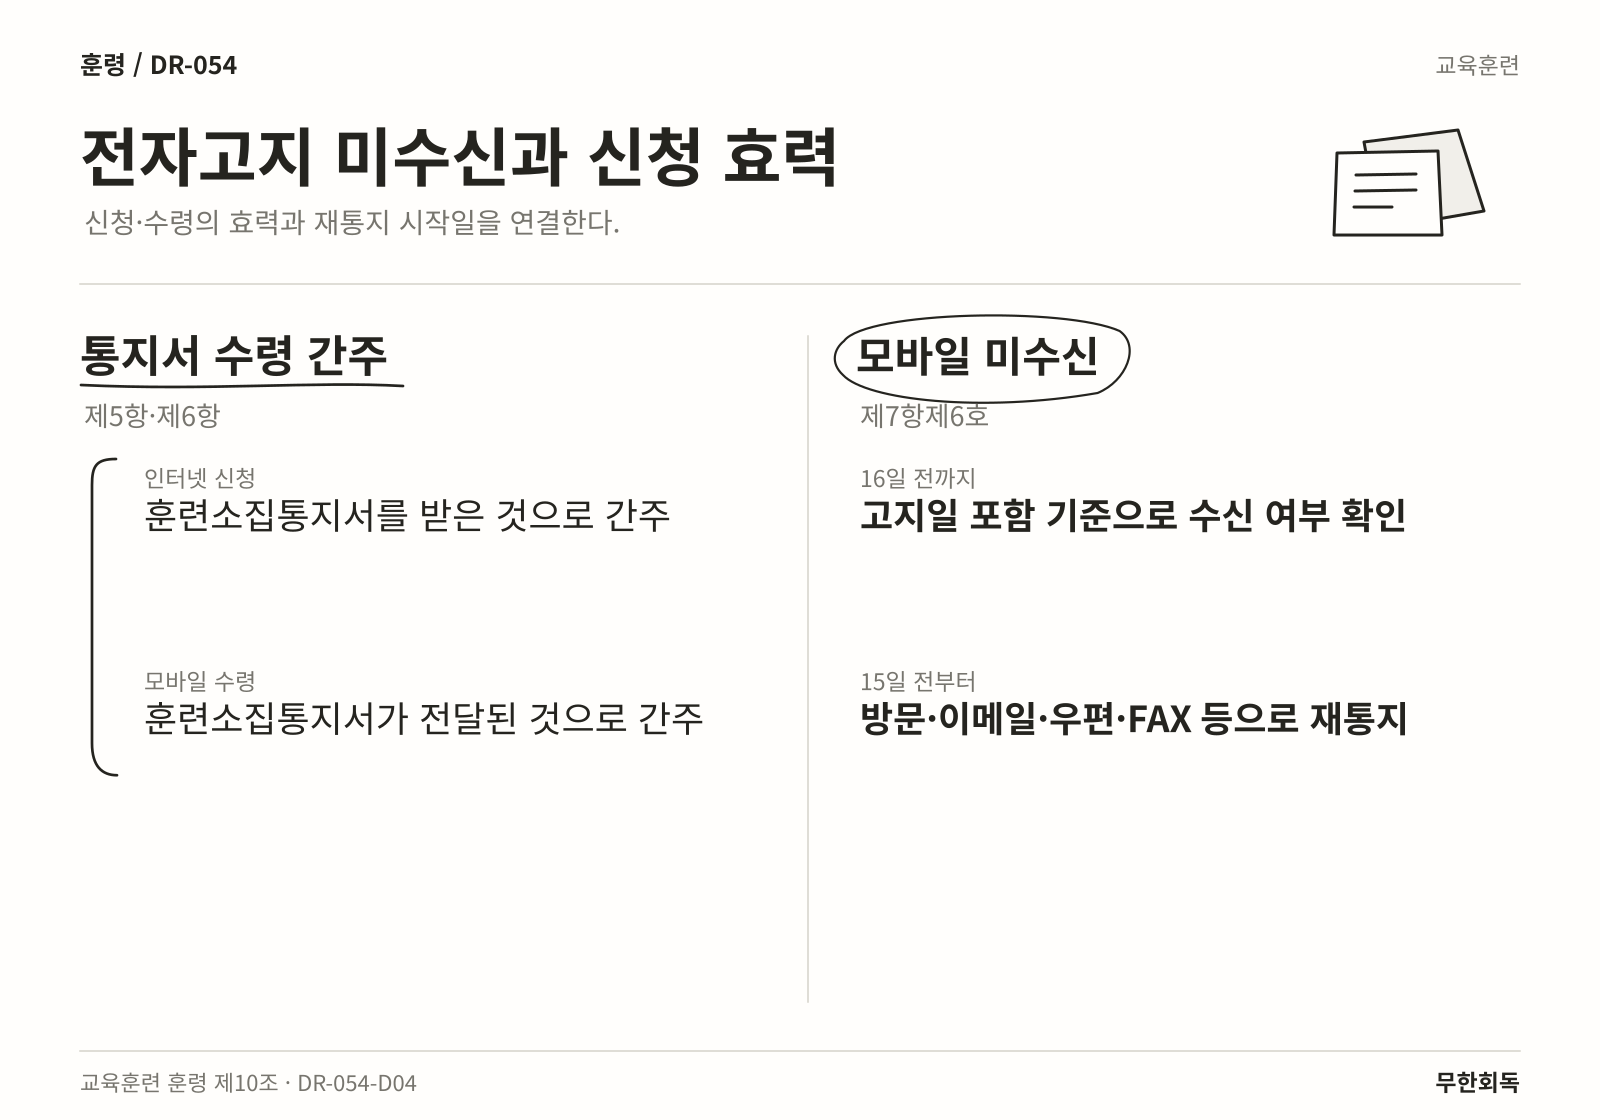 훈령 / DR-054
교육훈련
전자고지 미수신과 신청 효력
신청·수령의 효력과 재통지 시작일을 연결한다.
통지서 수령 간주
제5항·제6항
인터넷 신청
훈련소집통지서를 받은 것으로 간주
모바일 수령
훈련소집통지서가 전달된 것으로 간주
모바일 미수신
제7항제6호
16일 전까지
고지일 포함 기준으로 수신 여부 확인
15일 전부터
방문·이메일·우편·FAX 등으로 재통지
교육훈련 훈령 제10조 · DR-054-D04
무한회독